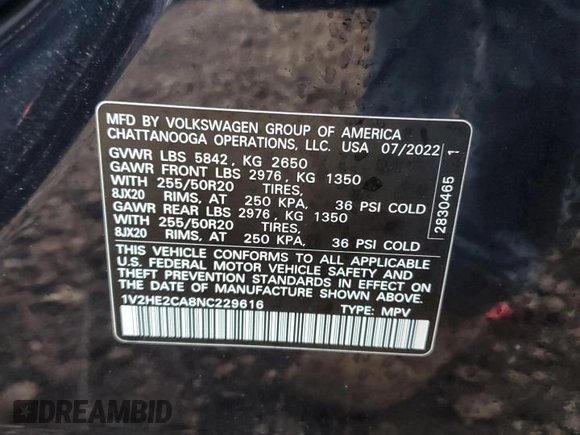 MFD BY VOLKSWAGEN GROUP OF AMERICA
CHATTANOOGA OPERATIONS, LLC. USA 07/2022
GVWR LBS 5842, KG 2650
GAWR FRONT LBS 2976, KG 1350
WITH 255/50R20 TIRES,
8JX20 RIMS, AT 250 KPA, 36 PSI COLD
GAWR REAR LBS 2976, KG 1350
WITH 255/50R20 TIRES,
8JX20 RIMS, AT 250 KPA, 36 PSI COLD
THIS VEHICLE CONFORMS TO ALL APPLICABLE
U.S. FEDERAL MOTOR VEHICLE SAFETY AND
THEFT PREVENTION STANDARDS IN EFFECT ON
THE DATE OF MANUFACTURE SHOWN ABOVE.
1V2HE2CA8NC229616 TYPE: MPV
2830465 1
DREAMBID